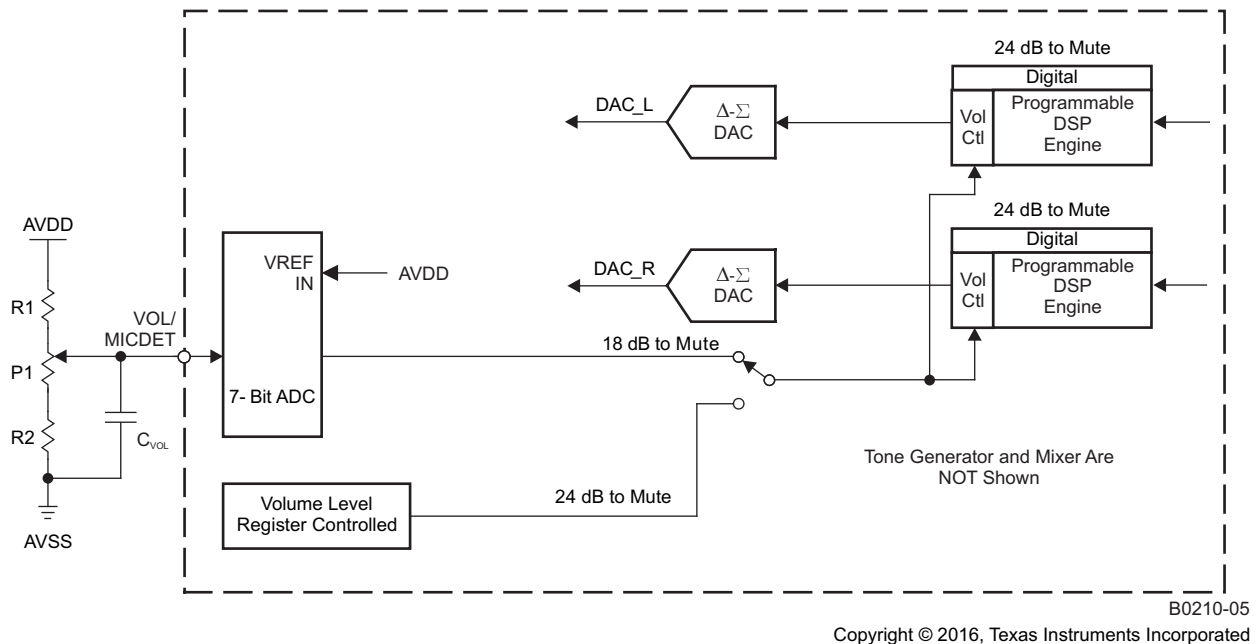 24 dB to Mute
Digital
Vol
Ctl
Programmable
DSP
Engine
DAC_L
Δ-Σ
DAC
24 dB to Mute
Digital
Vol
Ctl
Programmable
DSP
Engine
DAC_R
Δ-Σ
DAC
AVDD
R1
P1
R2
AVSS
VOL/
MICDET
C_VOL
VREF
IN
AVDD
7- Bit ADC
18 dB to Mute
Volume Level
Register Controlled
24 dB to Mute
Tone Generator and Mixer Are
NOT Shown
B0210-05
Copyright © 2016, Texas Instruments Incorporated